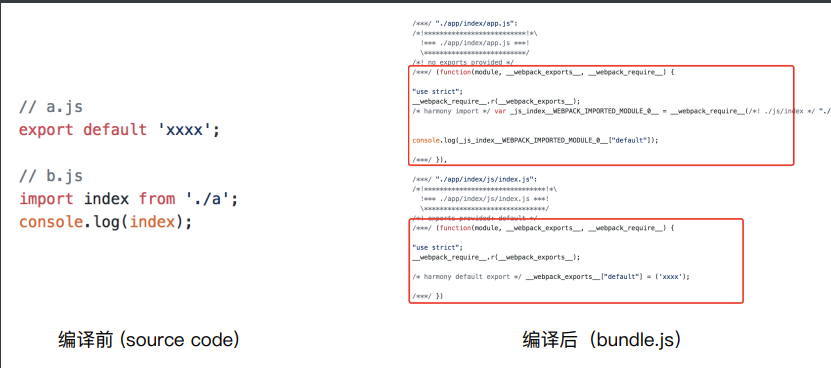 // a.js
export default 'xxxx';
// b.js
import index from './a';
console.log(index);
编译前 (source code)
/***/ "./app/index/app.js":
/*!**************************!*\
!*** ./app/index/app.js ***!
\**************************/
/*! no exports provided */
/***/ (function(module, __webpack_exports__, __webpack_require__) {
"use strict";
__webpack_require__.r(__webpack_exports__);
/* harmony import */ var _js_index__WEBPACK_IMPORTED_MODULE_0__ = __webpack_require__(/*! ./js/index */ "./
console.log(_js_index__WEBPACK_IMPORTED_MODULE_0__["default"]);
/***/ }),
/***/ "./app/index/js/index.js":
/*!*******************************!*\
!*** ./app/index/js/index.js ***!
\*******************************/
/*! exports provided: default */
/***/ (function(module, __webpack_exports__, __webpack_require__) {
"use strict";
__webpack_require__.r(__webpack_exports__);
/* harmony default export */ __webpack_exports__["default"] = ('xxxx');
/***/ })
编译后（bundle.js）